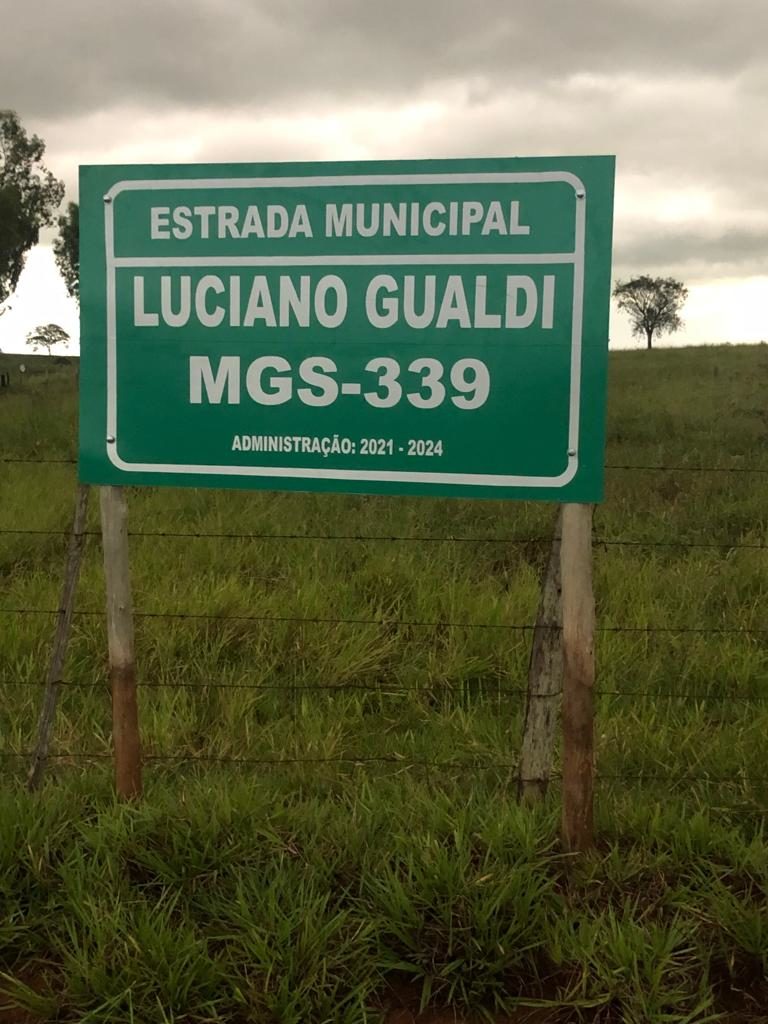 ESTRADA MUNICIPAL
LUCIANO GUALDI
MGS-339
ADMINISTRAÇÃO: 2021 - 2024